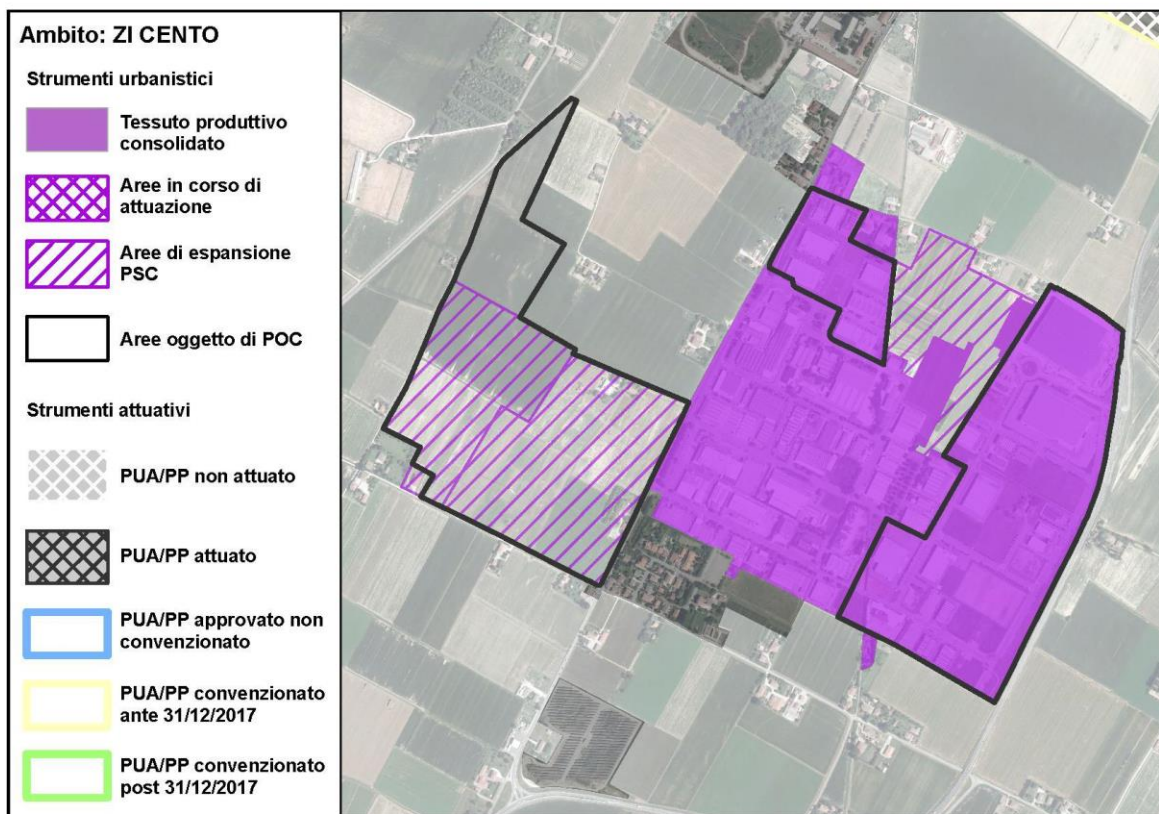 Ambito: ZI CENTO
Strumenti urbanistici
Tessuto produttivo
consolidato
Aree in corso di
attuazione
Aree di espansione
PSC
Aree oggetto di POC
Strumenti attuativi
PUA/PP non attuato
PUA/PP attuato
PUA/PP approvato non
convenzionato
PUA/PP convenzionato
ante 31/12/2017
PUA/PP convenzionato
post 31/12/2017